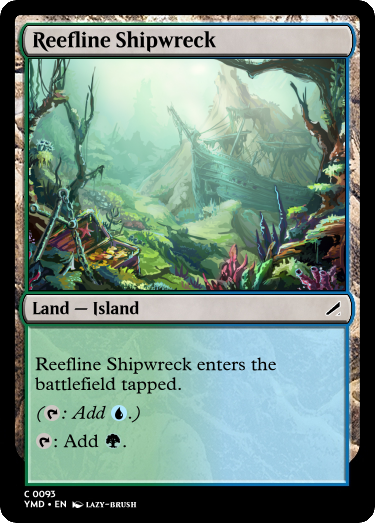 Reefline Shipwreck
Land — Island
Reefline Shipwreck enters the
battlefield tapped.
(: Add .)
: Add .
C 0093
YMD • EN LAZY-BRUSH